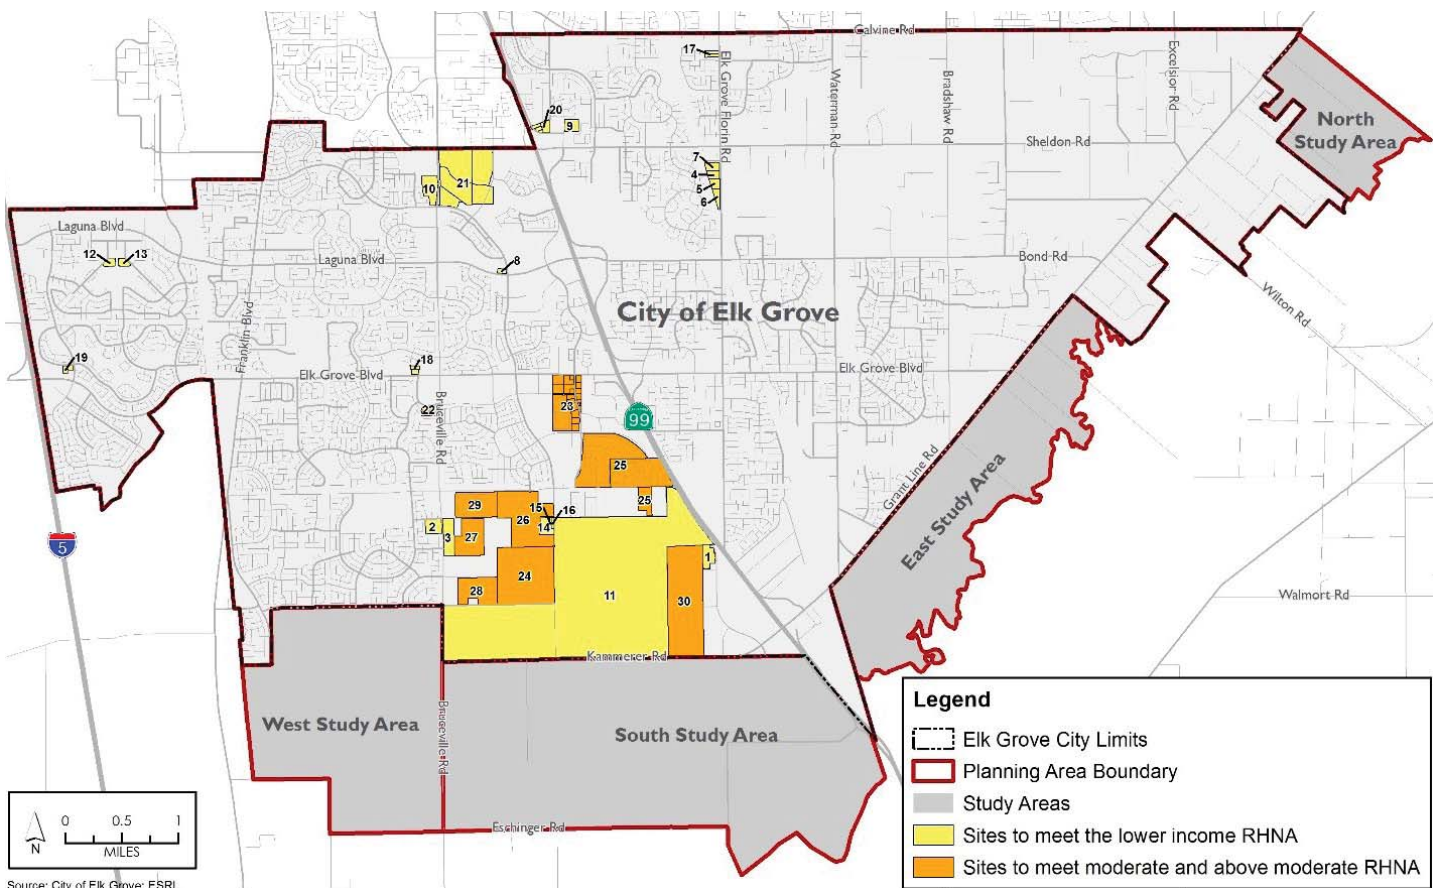 Calvine Rd
17
Elk Grove Florin Rd
Waterman Rd
Bradshaw Rd
Excelsior Rd
North
Study Area
20
9
Sheldon Rd
7
4
5
6
10
21
Laguna Blvd
12
13
Laguna Blvd
8
Bond Rd
Wilton Rd
City of Elk Grove
Franklin Blvd
19
18
Elk Grove Blvd
Elk Grove Blvd
22
Bruceville Rd
23
99
25
Grant Line Rd
East Study Area
29
15
16
25
26
14
2
3
27
5
1
24
28
11
30
Walmort Rd
Kammerer Rd
West Study Area
Bruceville Rd
South Study Area
Eschinger Rd
Legend
Elk Grove City Limits
Planning Area Boundary
Study Areas
Sites to meet the lower income RHNA
Sites to meet moderate and above moderate RHNA
N
0 0.5 1
MILES
Source: City of Elk Grove; ESRI